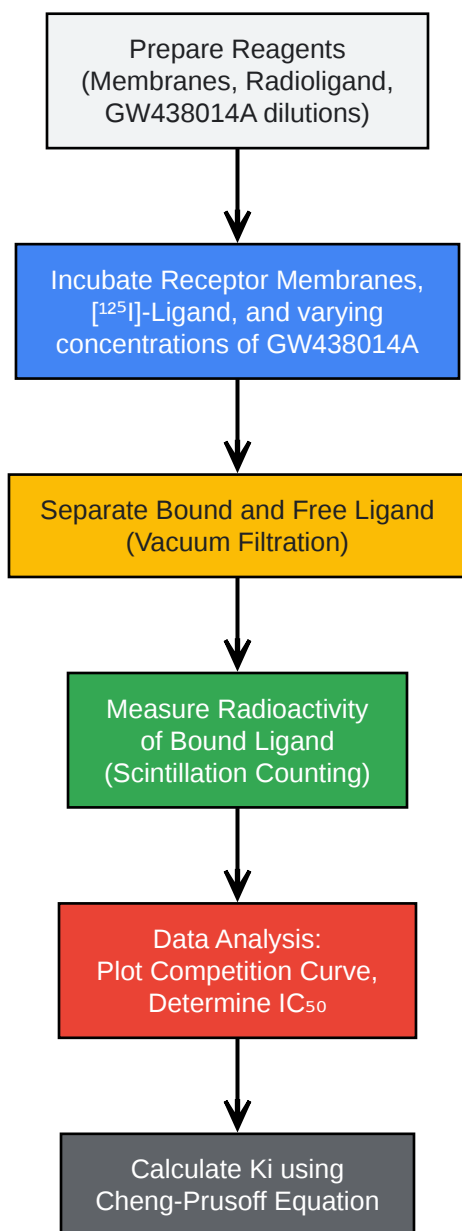 Prepare Reagents
(Membranes, Radioligand,
GW438014A dilutions)
Incubate Receptor Membranes,
[¹²⁵I]-Ligand, and varying
concentrations of GW438014A
Separate Bound and Free Ligand
(Vacuum Filtration)
Measure Radioactivity
of Bound Ligand
(Scintillation Counting)
Data Analysis:
Plot Competition Curve,
Determine IC₅₀
Calculate Ki using
Cheng-Prusoff Equation